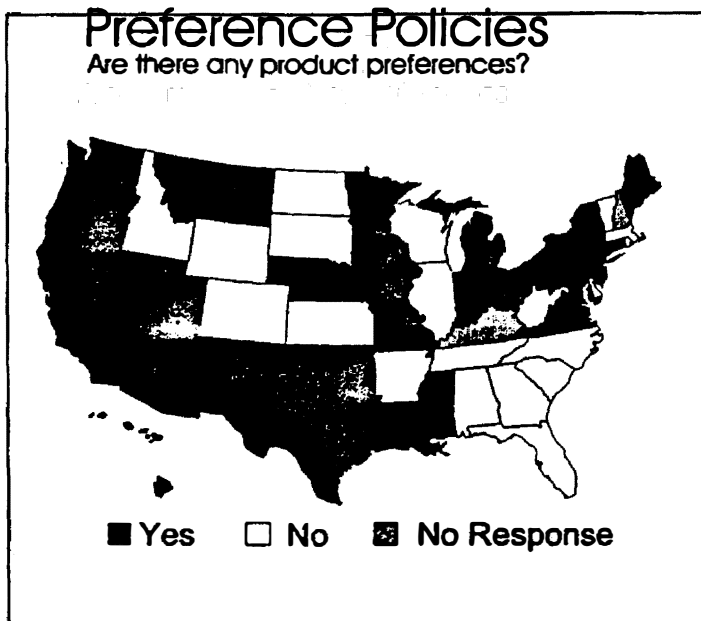 Preference Policies
Are there any product preferences?
Yes No No Response